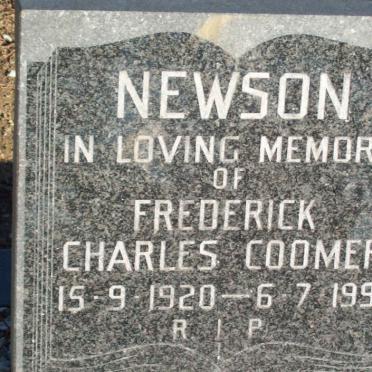 NEWSON
IN LOVING MEMOR
OF
FREDERICK
CHARLES COOMER
15-9-1920—6-7-199
R I P